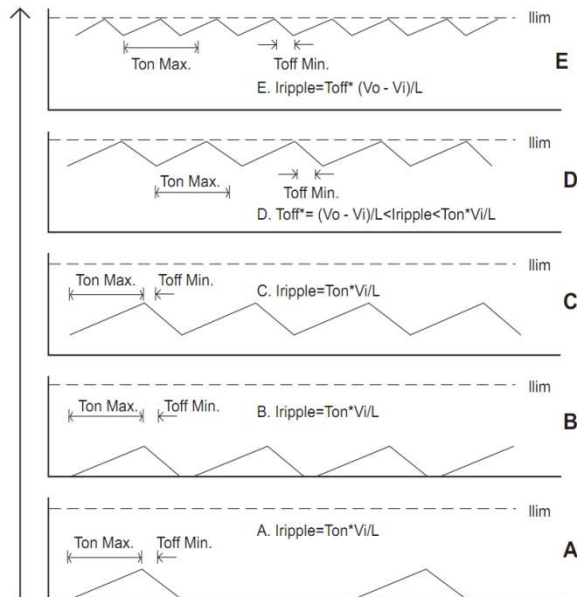 Ilim
Ton Max.
Toff Min.
E. Iripple=Toff* (Vo - Vi)/L
E
Ilim
Ton Max.
Toff Min.
D. Toff*= (Vo - Vi)/L<Iripple<Ton*Vi/L
D
Ilim
Ton Max. Toff Min.
C. Iripple=Ton*Vi/L
C
Ilim
Ton Max. Toff Min.
B. Iripple=Ton*Vi/L
B
Ilim
Ton Max. Toff Min.
A. Iripple=Ton*Vi/L
A